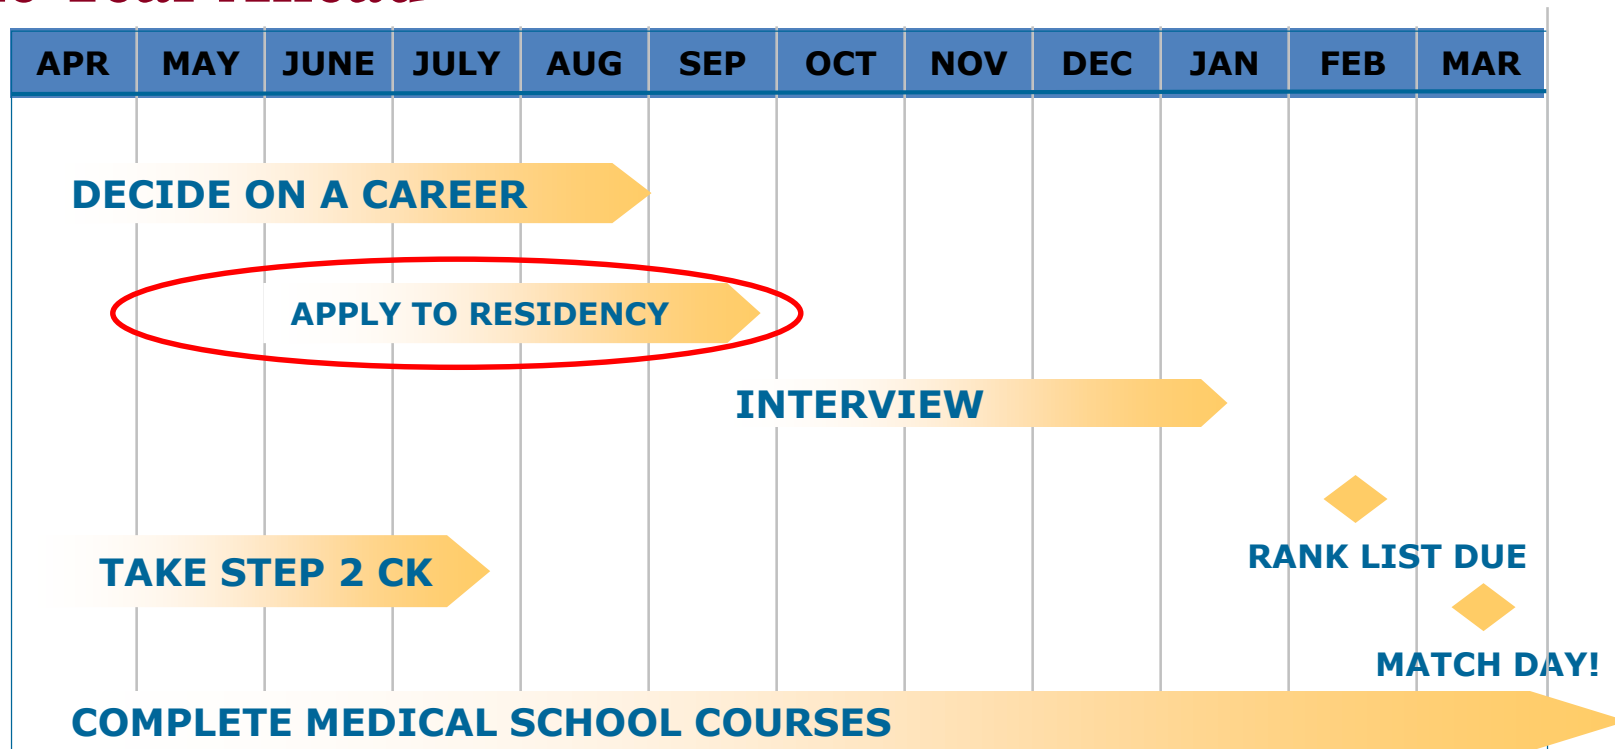 APR MAY JUNE JULY AUG SEP OCT NOV DEC JAN FEB MAR
DECIDE ON A CAREER
APPLY TO RESIDENCY
INTERVIEW
RANK LIST DUE
TAKE STEP 2 CK
MATCH DAY!
COMPLETE MEDICAL SCHOOL COURSES